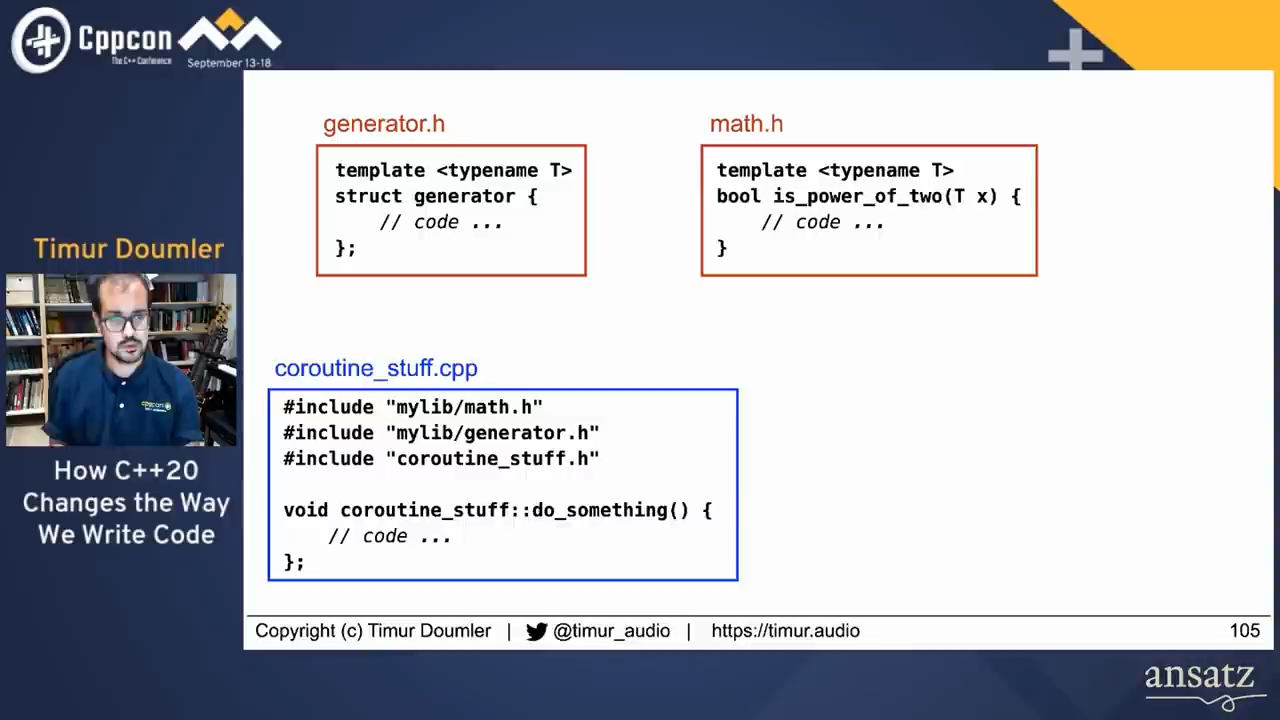 Cppcon
The C++ Conference
September 13-18
Timur Doumler
How C++20
Changes the Way
We Write Code
generator.h
template <typename T>
struct generator {
// code ...
};
math.h
template <typename T>
bool is_power_of_two(T x) {
// code ...
}
coroutine_stuff.cpp
#include "mylib/math.h"
#include "mylib/generator.h"
#include "coroutine_stuff.h"
void coroutine_stuff::do_something() {
// code ...
};
Copyright (c) Timur Doumler | @timur_audio | https://timur.audio
105
ansatz